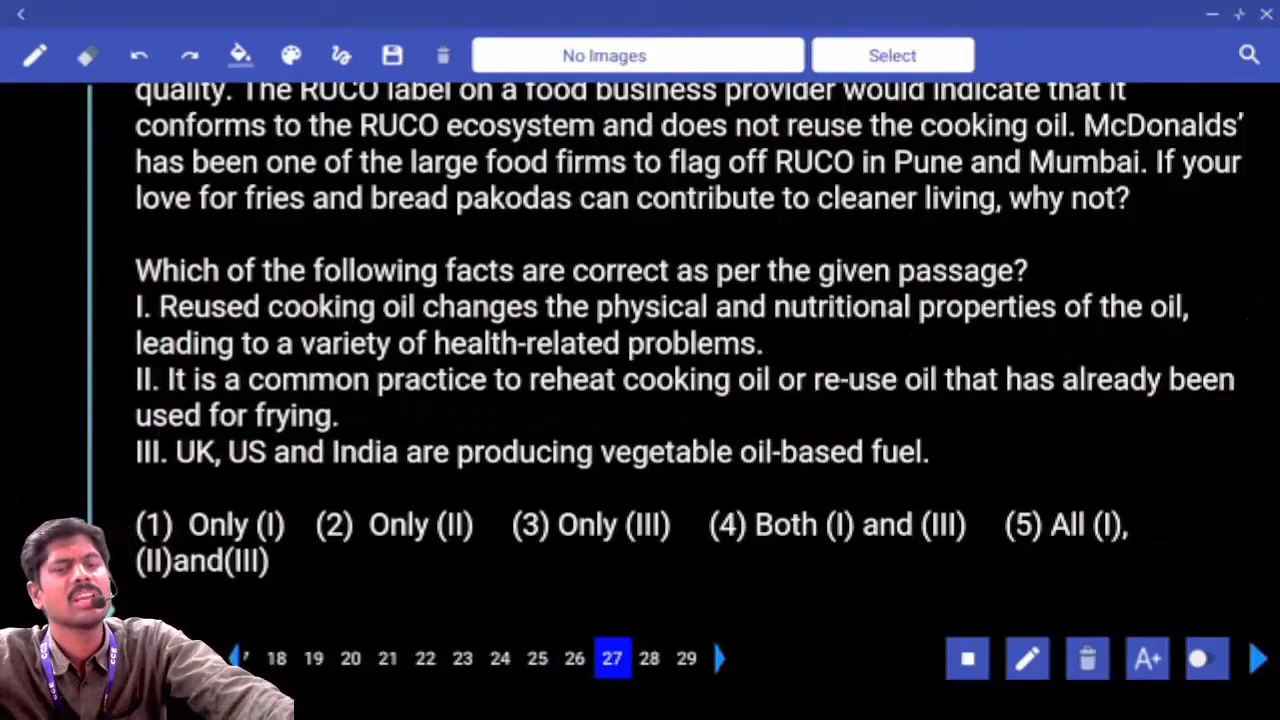 No Images
Select
quality. The RUCO label on a food business provider would indicate that it
conforms to the RUCO ecosystem and does not reuse the cooking oil. McDonalds’
has been one of the large food firms to flag off RUCO in Pune and Mumbai. If your
love for fries and bread pakodas can contribute to cleaner living, why not?
Which of the following facts are correct as per the given passage?
I. Reused cooking oil changes the physical and nutritional properties of the oil,
leading to a variety of health-related problems.
II. It is a common practice to reheat cooking oil or re-use oil that has already been
used for frying.
III. UK, US and India are producing vegetable oil-based fuel.
(1) Only (I) (2) Only (II) (3) Only (III) (4) Both (I) and (III) (5) All (I),
(II)and(III)
18 19 20 21 22 23 24 25 26 27 28 29
A+